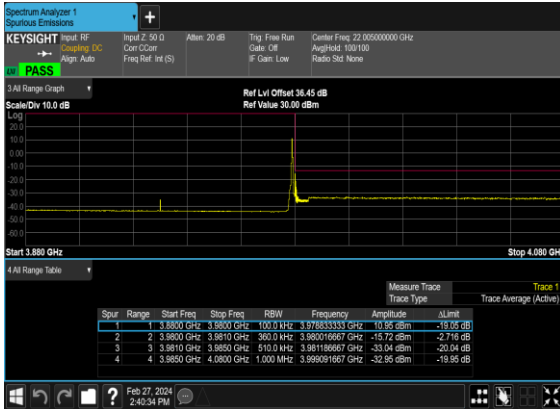 Spectrum Analyzer 1
Spurious Emissions
+
KEYSIGHT Input: RF Input Z: 50 Ω Atten: 20 dB Trig: Free Run Center Freq: 22.005000000 GHz
Coupling: DC Corr CCorr Gate: Off Avg|Hold: 100/100
Align: Auto Freq Ref: Int (S) IF Gain: Low Radio Std: None
PASS
3 All Range Graph
Ref Lvl Offset 36.45 dB
Scale/Div 10.0 dB Ref Value 30.00 dBm
Log
20.0
10.0
0.00
-10.0
-20.0
-30.0
-40.0
-50.0
-60.0
Start 3.880 GHz Stop 4.080 GH
4 All Range Table
Measure Trace Trace 1
Trace Type Trace Average (Active)
Spur Range Start Freq Stop Freq RBW Frequency Amplitude ΔLimit
1 1 3.8800 GHz 3.9800 GHz 100.0 kHz 3.978833333 GHz 10.95 dBm -19.05 dB
2 2 3.9800 GHz 3.9810 GHz 360.0 kHz 3.980016667 GHz -15.72 dBm -2.716 dB
3 3 3.9810 GHz 3.9850 GHz 510.0 kHz 3.981186667 GHz -33.04 dBm -20.04 dB
4 4 3.9850 GHz 4.0800 GHz 1.000 MHz 3.999091667 GHz -32.95 dBm -19.95 dB
? Feb 27, 2024
2:40:34 PM